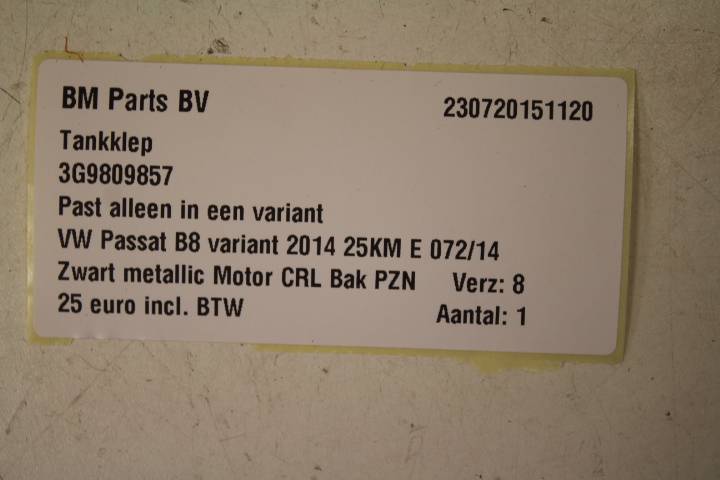 BM Parts BV 230720151120
Tankklep
3G9809857
Past alleen in een variant
VW Passat B8 variant 2014 25KM E 072/14
Zwart metallic Motor CRL Bak PZN Verz: 8
25 euro incl. BTW Aantal: 1